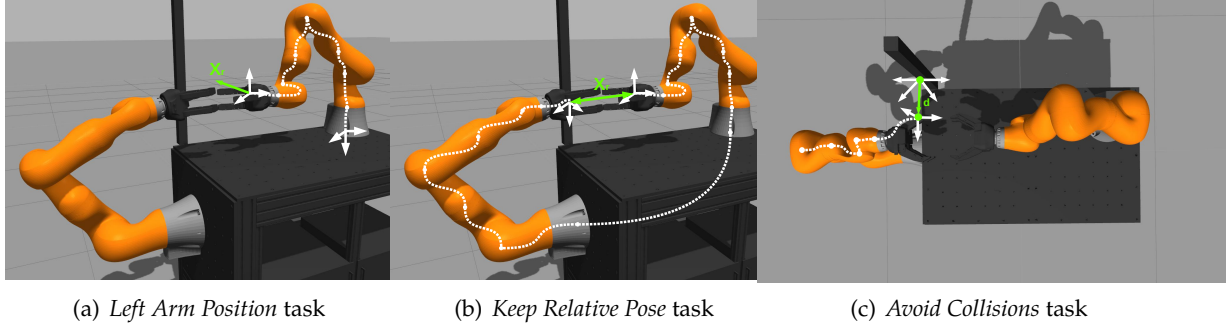 X
X
d
(a) Left Arm Position task
(b) Keep Relative Pose task
(c) Avoid Collisions task